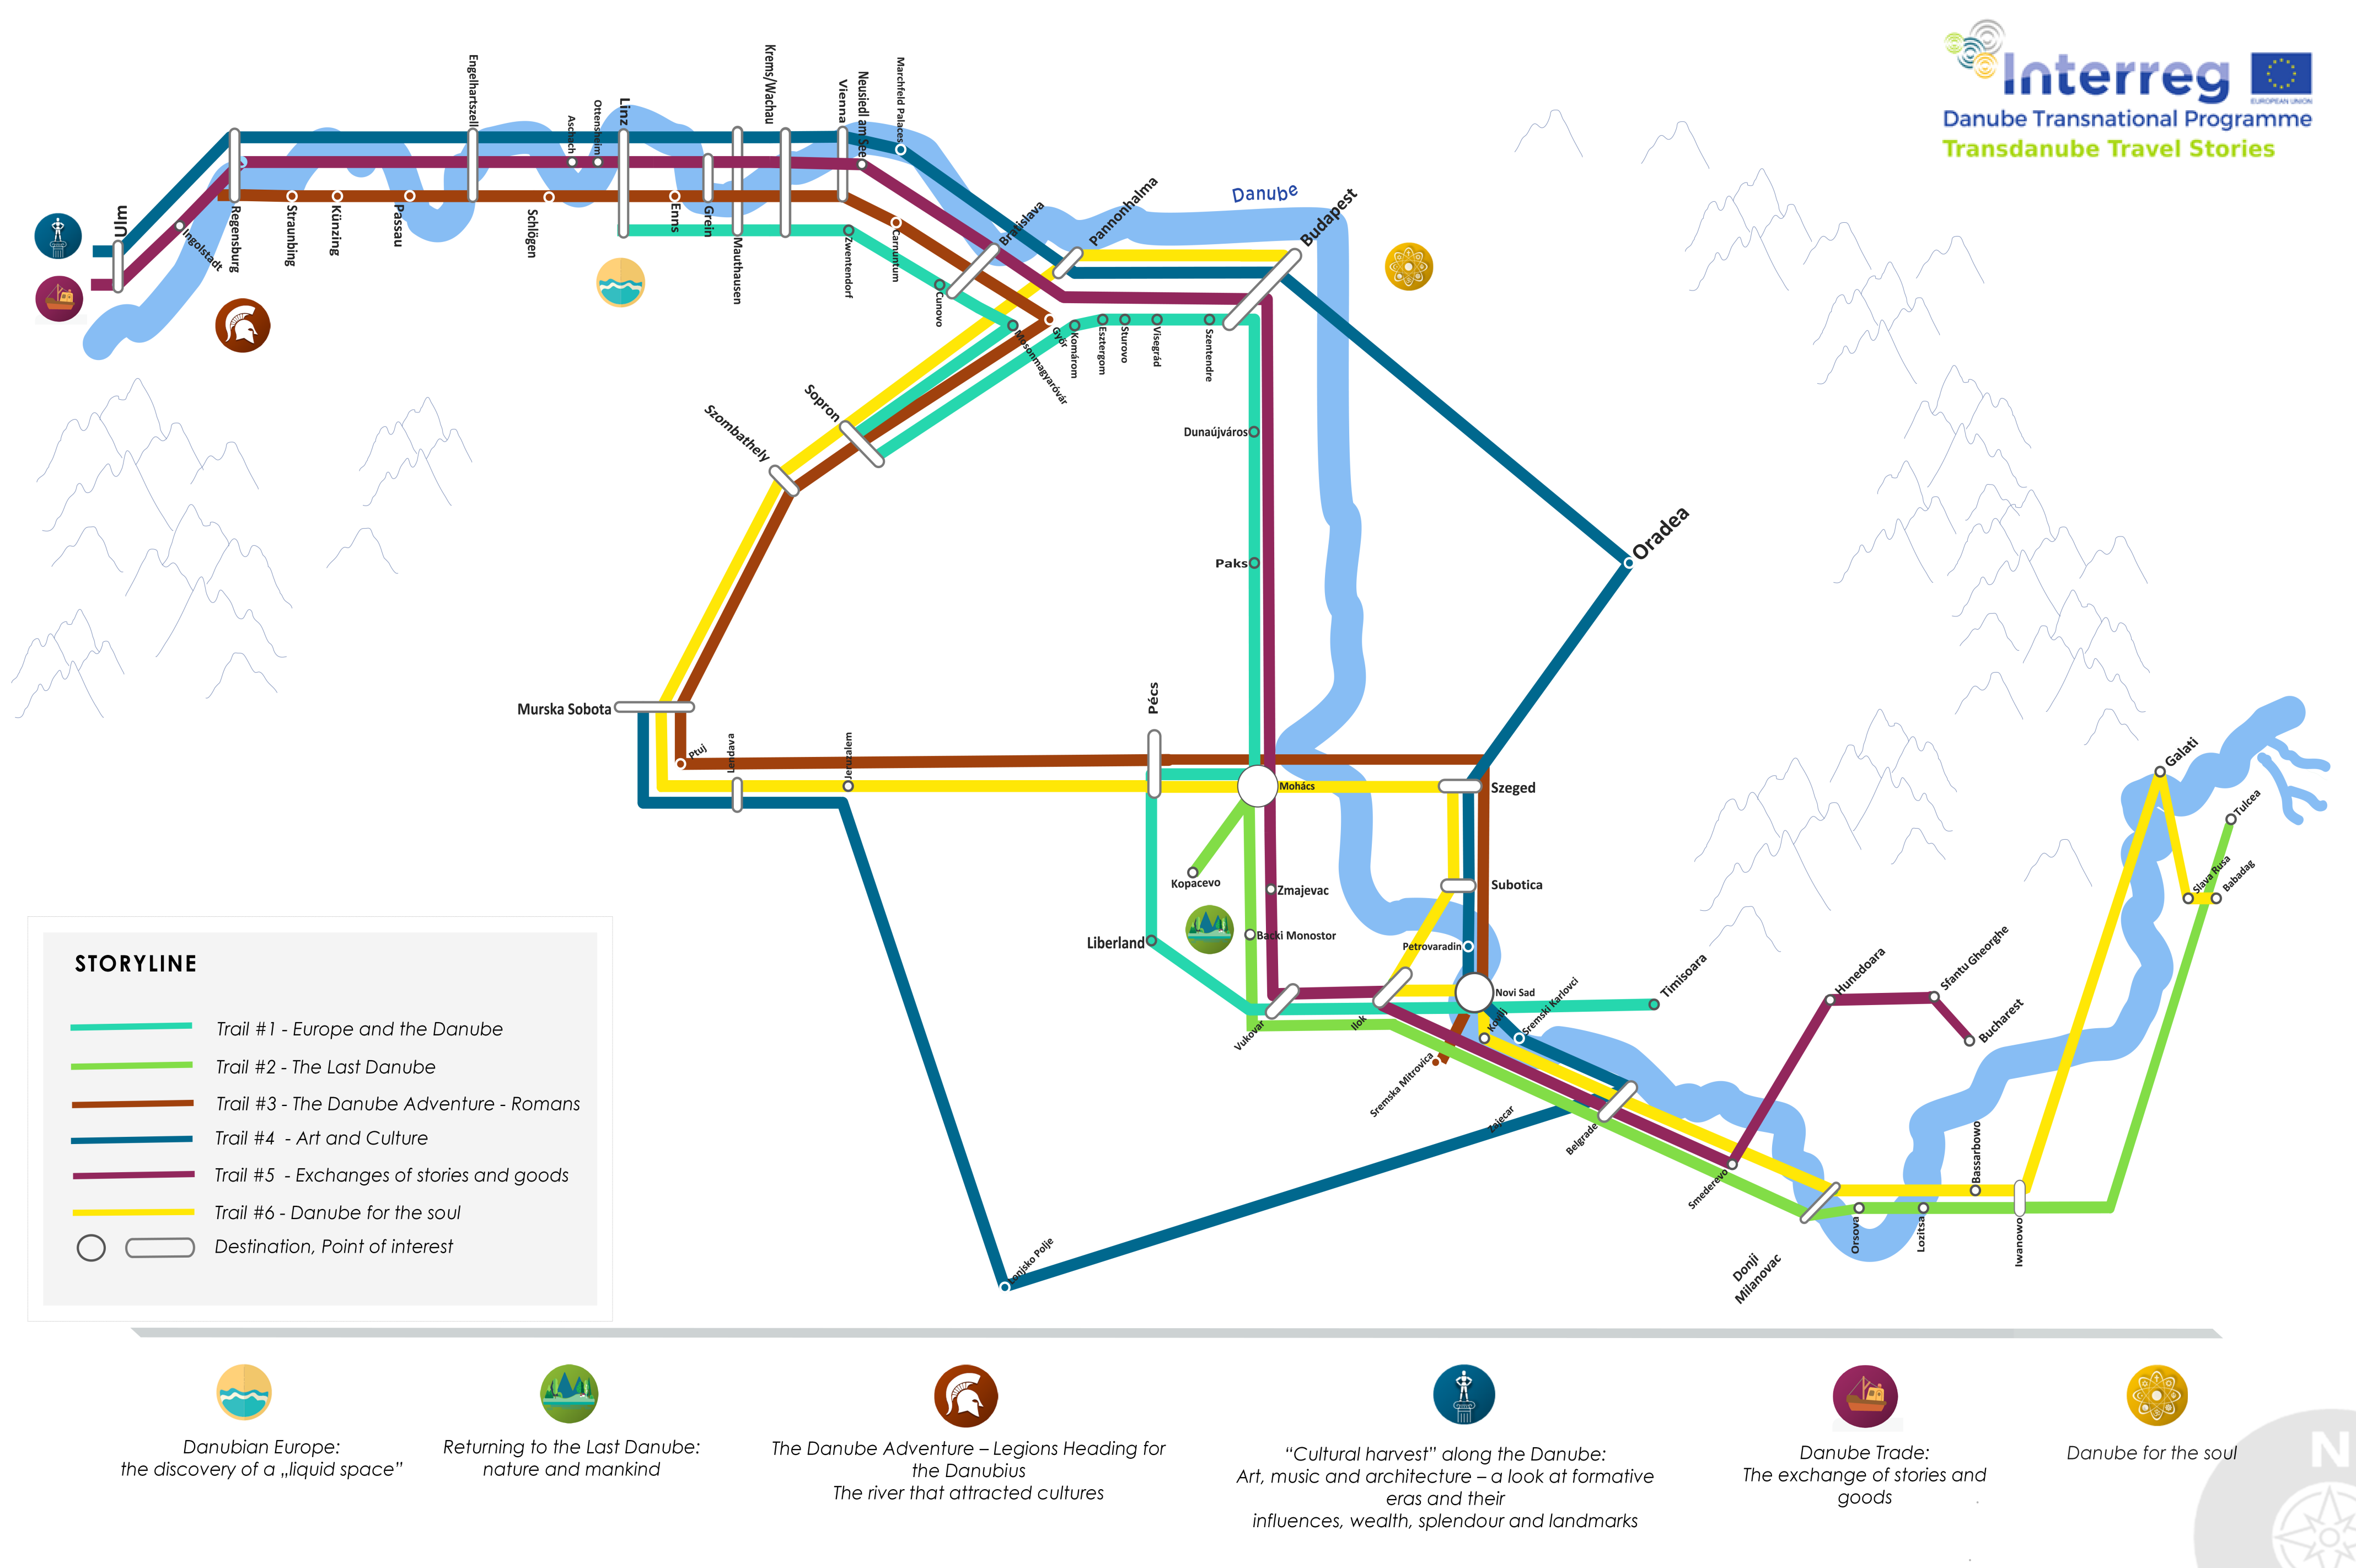 Interreg
EUROPEAN UNION
Danube Transnational Programme
Transdanube Travel Stories
Engelhartszell
Aschach
Ottensheim
Linz
Krems/Wachau
Vienna
Neusiedl am See
Marchfeld Palaces
Ulm
Ingolstadt
Regensburg
Straunbing
Künzing
Passau
Schlögen
Enns
Grein
Mauthausen
Zwentendorf
Carnuntum
Cunovo
Bratislava
Pannonhalma
Danube
Budapest
Mosonmagyaróvár
Győr
Komárom
Esztergom
Sturovo
Visegrád
Szentendre
Sopron
Szombathely
Dunaújváros
Paks
Oradea
Murska Sobota
Ptuj
Lendava
Jeruzalem
Pécs
Mohács
Szeged
Kopacevo
Zmajevac
Subotica
Liberland
Backi Monostor
Petrovaradin
Novi Sad
Timisoara
Vukovar
Ilok
Kovilj
Sremski Karlovci
Sremska Mitrovica
Zajecar
Belgrade
Smederevo
Hunedoara
Sfantu Gheorghe
Bucharest
Galati
Tulcea
Slava Rusa
Babadag
Donji
Milanovac
Orsova
Lozitsa
Bassarbowo
Iwanowo
Lonjsko Polje
STORYLINE
Trail #1 - Europe and the Danube
Trail #2 - The Last Danube
Trail #3 - The Danube Adventure - Romans
Trail #4 - Art and Culture
Trail #5 - Exchanges of stories and goods
Trail #6 - Danube for the soul
Destination, Point of interest
Danubian Europe:
the discovery of a „liquid space”
Returning to the Last Danube:
nature and mankind
The Danube Adventure – Legions Heading for
the Danubius
The river that attracted cultures
“Cultural harvest” along the Danube:
Art, music and architecture – a look at formative
eras and their
influences, wealth, splendour and landmarks
Danube Trade:
The exchange of stories and
goods
Danube for the soul
N